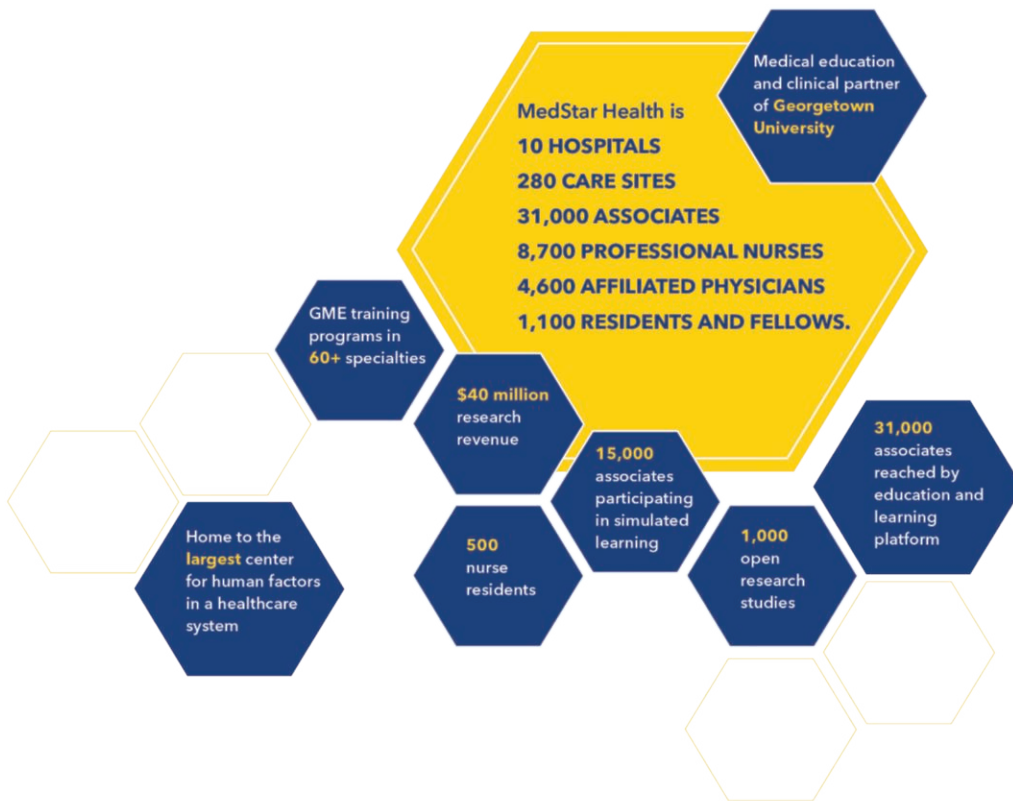 Medical education
and clinical partner
of Georgetown
University
MedStar Health is
10 HOSPITALS
280 CARE SITES
31,000 ASSOCIATES
8,700 PROFESSIONAL NURSES
4,600 AFFILIATED PHYSICIANS
1,100 RESIDENTS AND FELLOWS.
GME training
programs in
60+ specialties
$40 million
research
revenue
15,000
associates
participating
in simulated
learning
31,000
associates
reached by
education and
learning
platform
Home to the
largest center
for human factors
in a healthcare
system
500
nurse
residents
1,000
open
research
studies